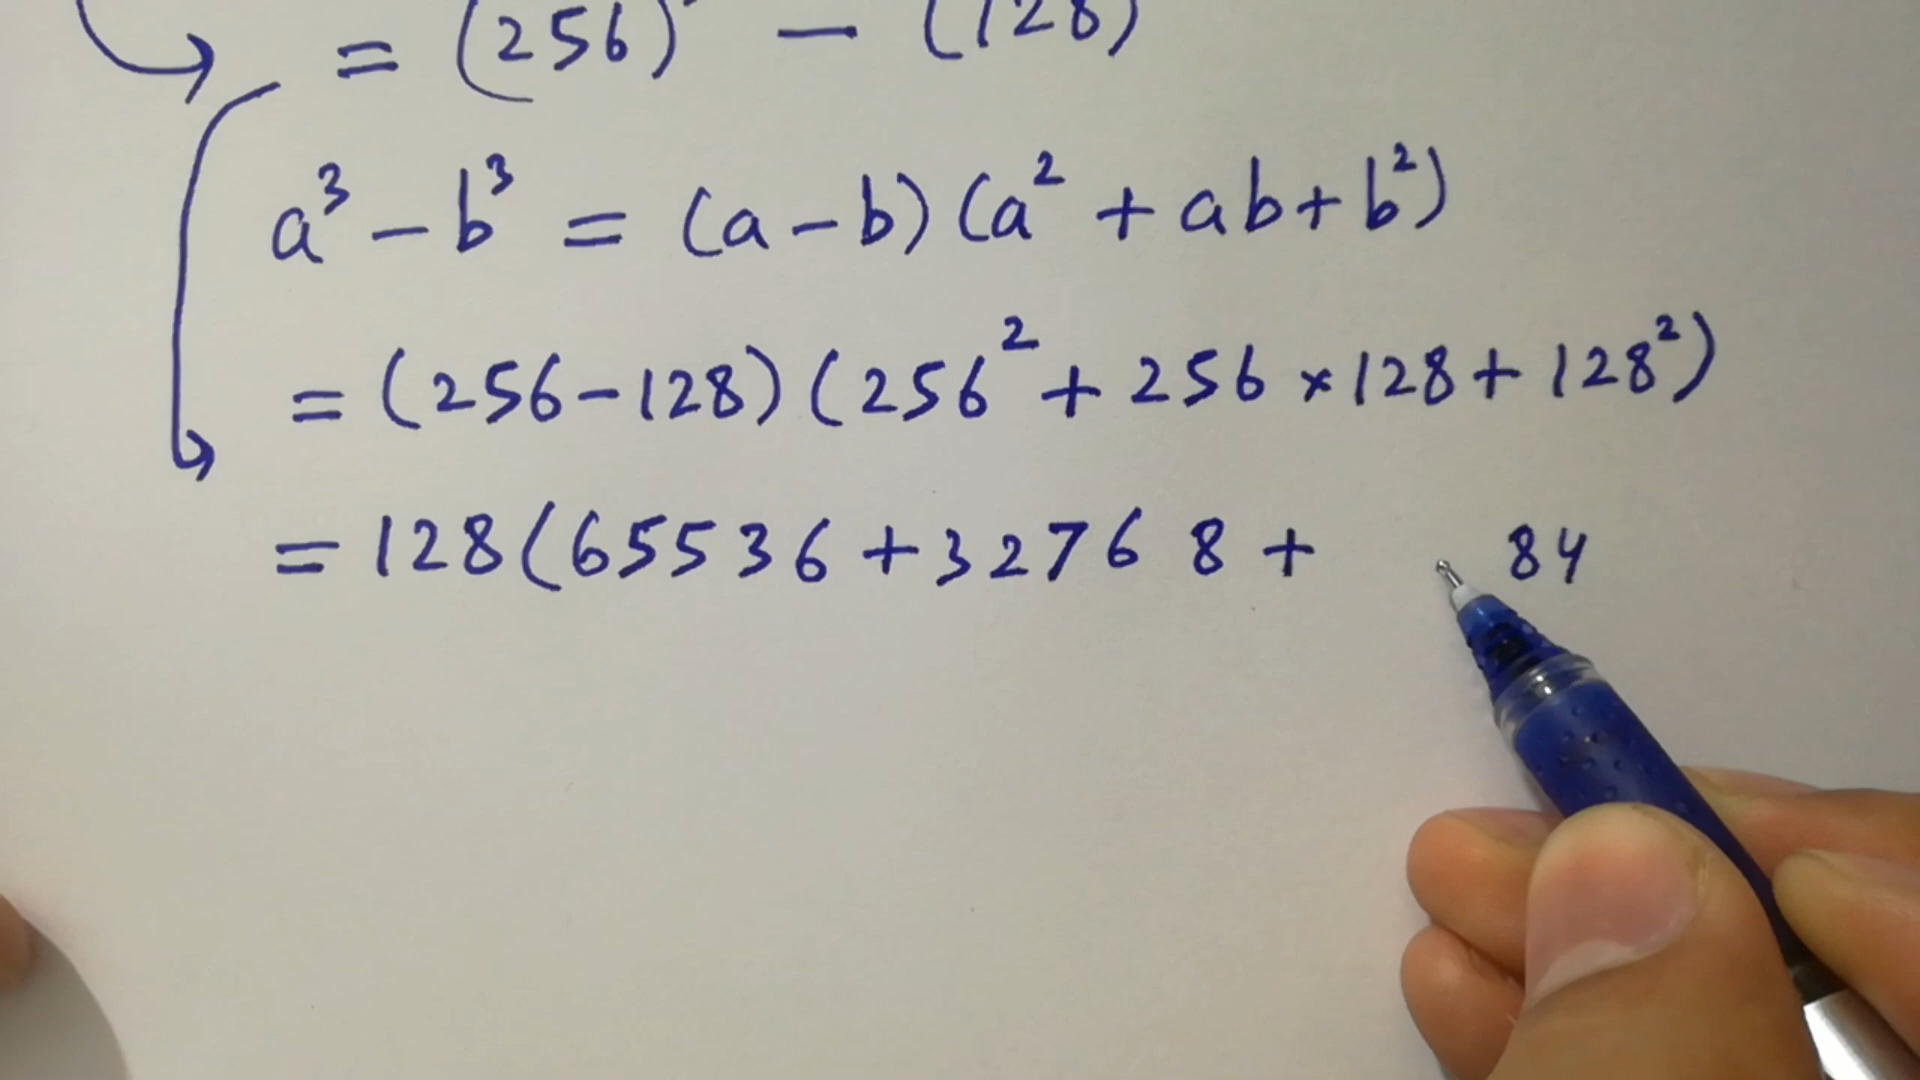 = (256) - (128)
a³ - b³ = (a - b) (a² + ab + b²)
= (256 - 128) (256² + 256 × 128 + 128²)
= 128 (65536 + 32768 + 84